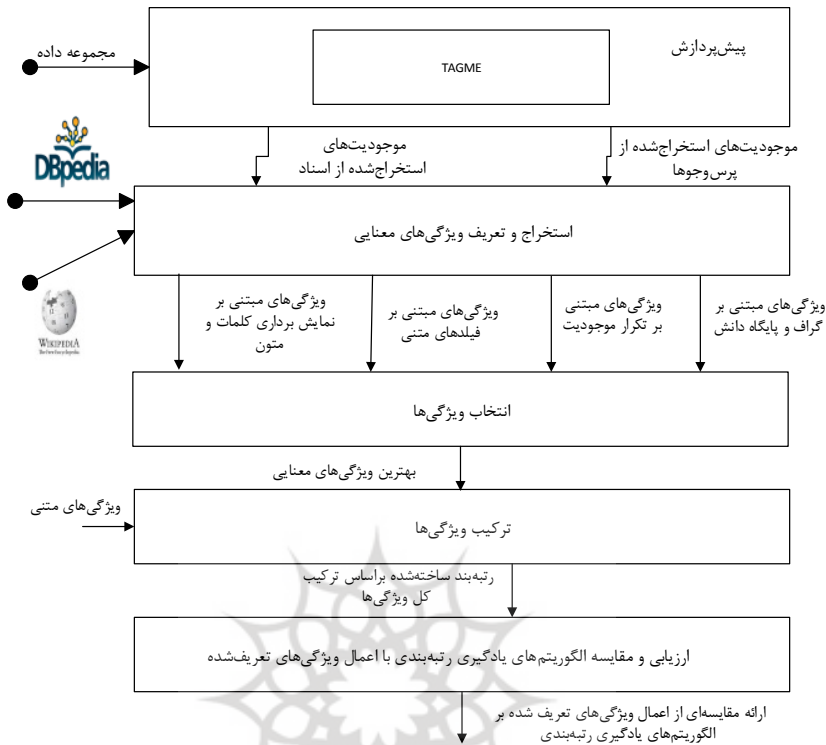 مجموعه داده
پیش‌پردازش
TAGME
موجودیت‌های استخراج‌شده از
پرس‌وجوها
موجودیت‌های
استخراج‌شده از اسناد
DBpedia
استخراج و تعریف ویژگی‌های معنایی
WIKIPEDIA
The Free Encyclopedia
ویژگی‌های مبتنی بر
گراف و پایگاه دانش
ویژگی‌های مبتنی
بر تکرار موجودیت
ویژگی‌های مبتنی بر
فیلدهای متنی
ویژگی‌های مبتنی بر
نمایش برداری کلمات و
متون
انتخاب ویژگی‌ها
بهترین ویژگی‌های معنایی
ویژگی‌های متنی
ترکیب ویژگی‌ها
رتبه‌بند ساخته‌شده براساس ترکیب
کل ویژگی‌ها
ارزیابی و مقایسه الگوریتم‌های یادگیری رتبه‌بندی با اعمال ویژگی‌های تعریف‌شده
ارائه مقایسه‌ای از اعمال ویژگی‌های تعریف شده بر
الگوریتم‌های یادگیری رتبه‌بندی